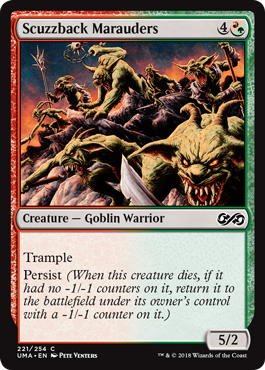 Scuzzback Marauders 4
Creature — Goblin Warrior
Trample
Persist (When this creature dies, if it
had no -1/-1 counters on it, return it to
the battlefield under its owner's control
with a -1/-1 counter on it.)
5/2
221/254 C
UMA • EN Pete Venters
™ & © 2018 Wizards of the Coast